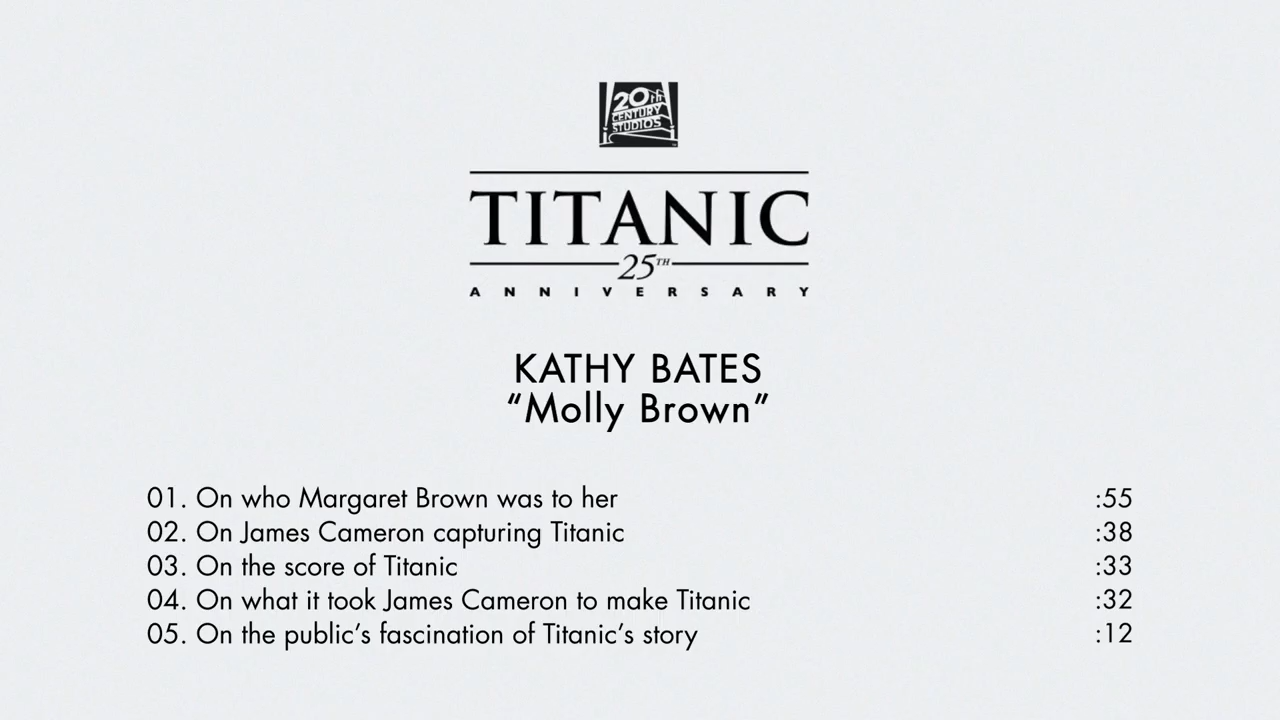 20th
CENTURY
STUDIOS
TITANIC
25TH
ANNIVERSARY
KATHY BATES
“Molly Brown”
01. On who Margaret Brown was to her :55
02. On James Cameron capturing Titanic :38
03. On the score of Titanic :33
04. On what it took James Cameron to make Titanic :32
05. On the public’s fascination of Titanic’s story :12